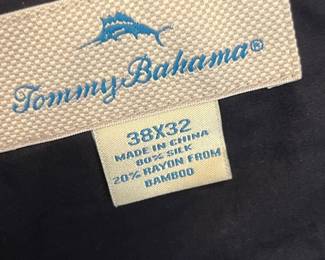 Tommy Bahama®
38X32
MADE IN CHINA
80% SILK
20% RAYON FROM
BAMBOO